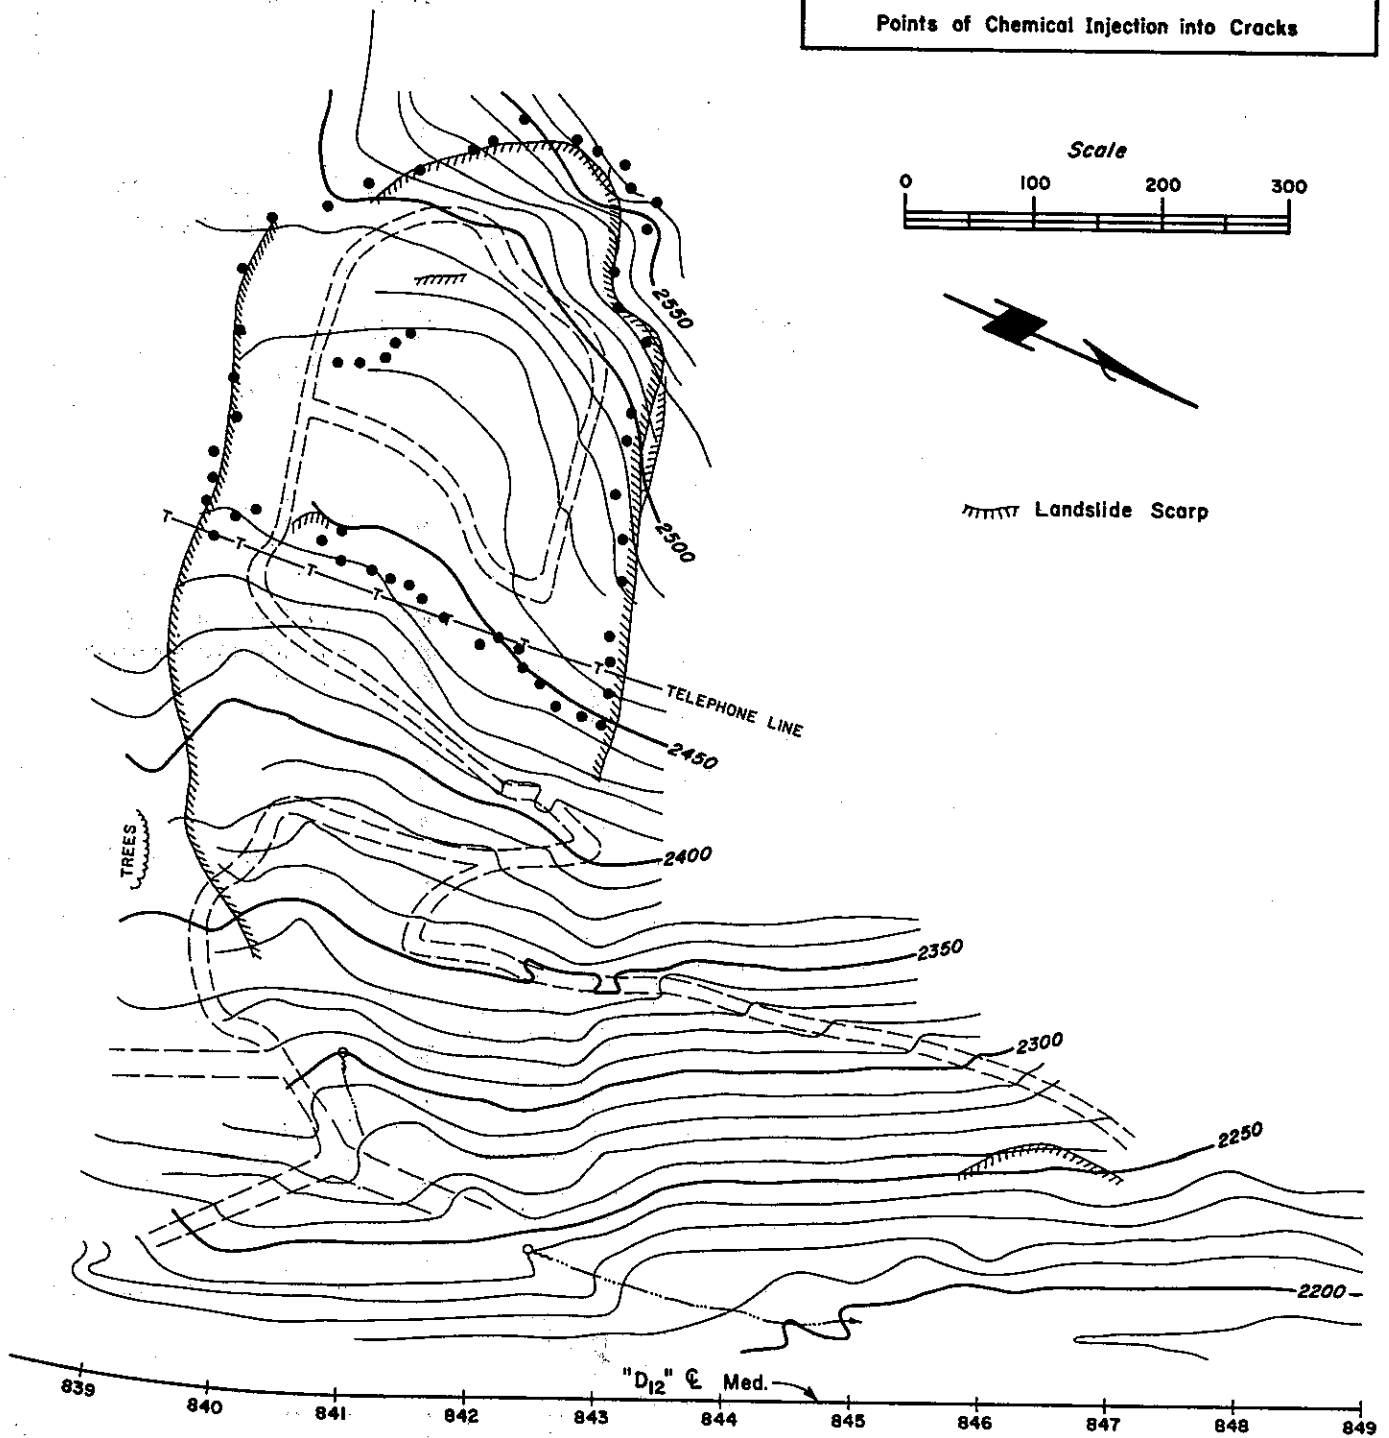 Points of Chemical Injection into Cracks
Scale
0 100 200 300
2550
Landslide Scarp
T
T
2500
T
T
T
T
T
TELEPHONE LINE
2450
TREES
2400
2350
2300
2250
2200
"D12" ℄ Med.
839 840 841 842 843 844 845 846 847 848 849